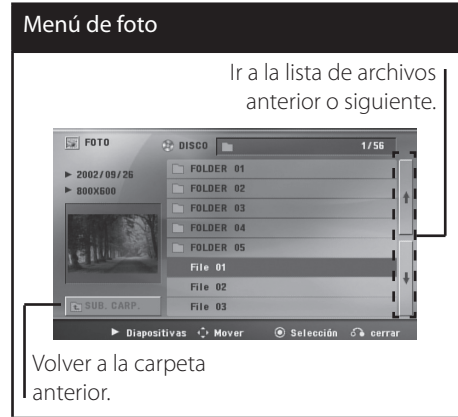 Menú de foto
Ir a la lista de archivos
anterior o siguiente.
FOTO
DISCO
1/56
2002/09/26
800X600
FOLDER 01
FOLDER 02
FOLDER 03
FOLDER 04
FOLDER 05
File 01
File 02
File 03
SUB. CARP.
Diapositivas Mover Selección cerrar
Volver a la carpeta
anterior.